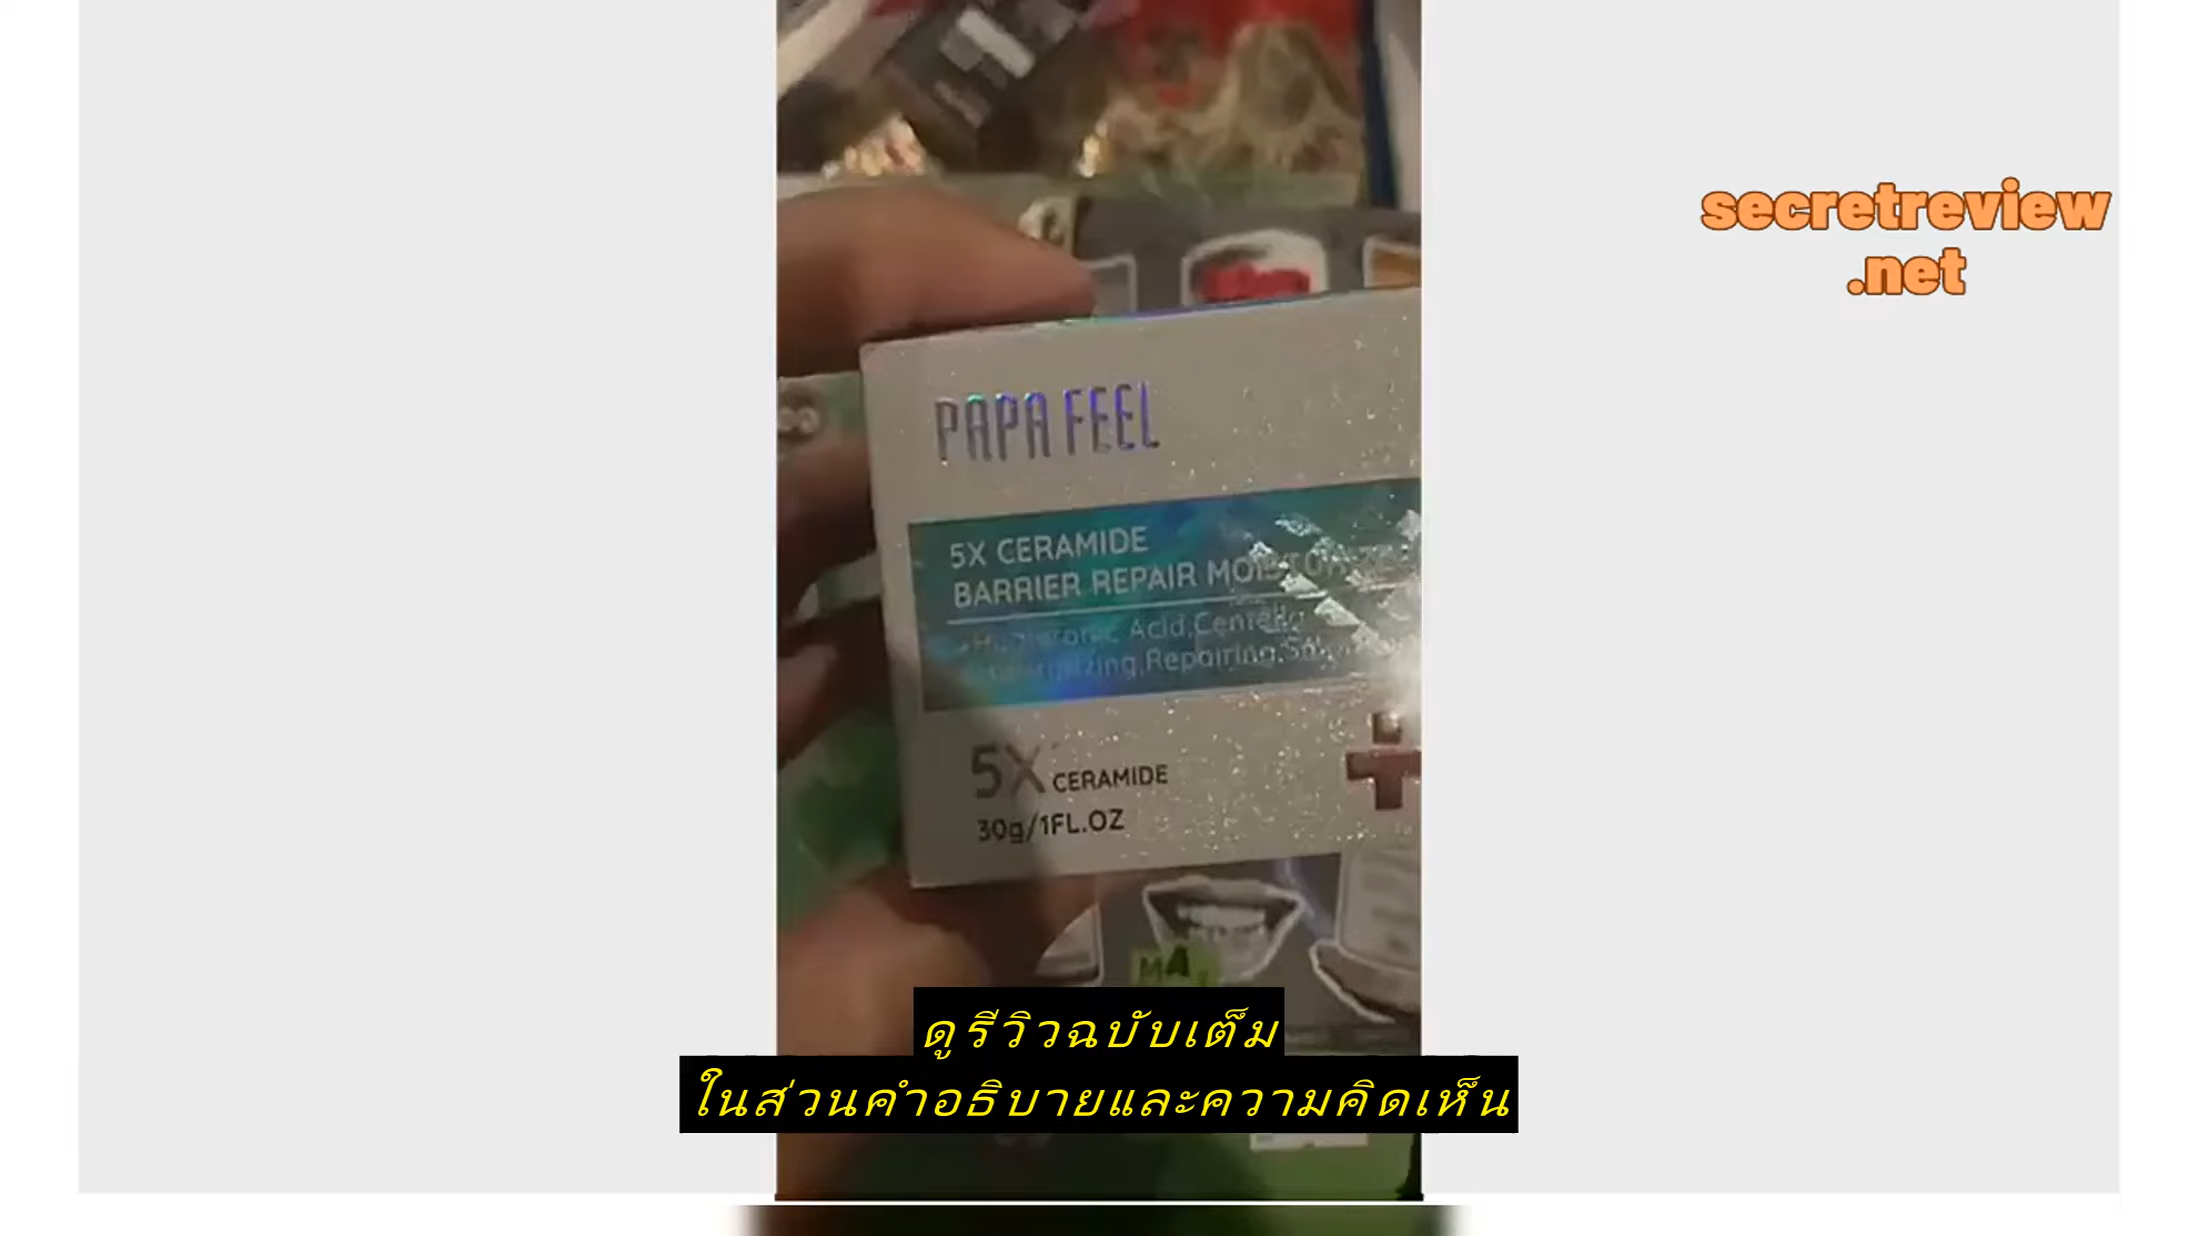 secretreview
.net
PAPA FEEL
5X CERAMIDE
BARRIER REPAIR
Acid,Centella
Repairing,
5X CERAMIDE
30g/1FL.OZ
ดูรีวิวฉบับเต็ม
ในส่วนคำอธิบายและความคิดเห็น